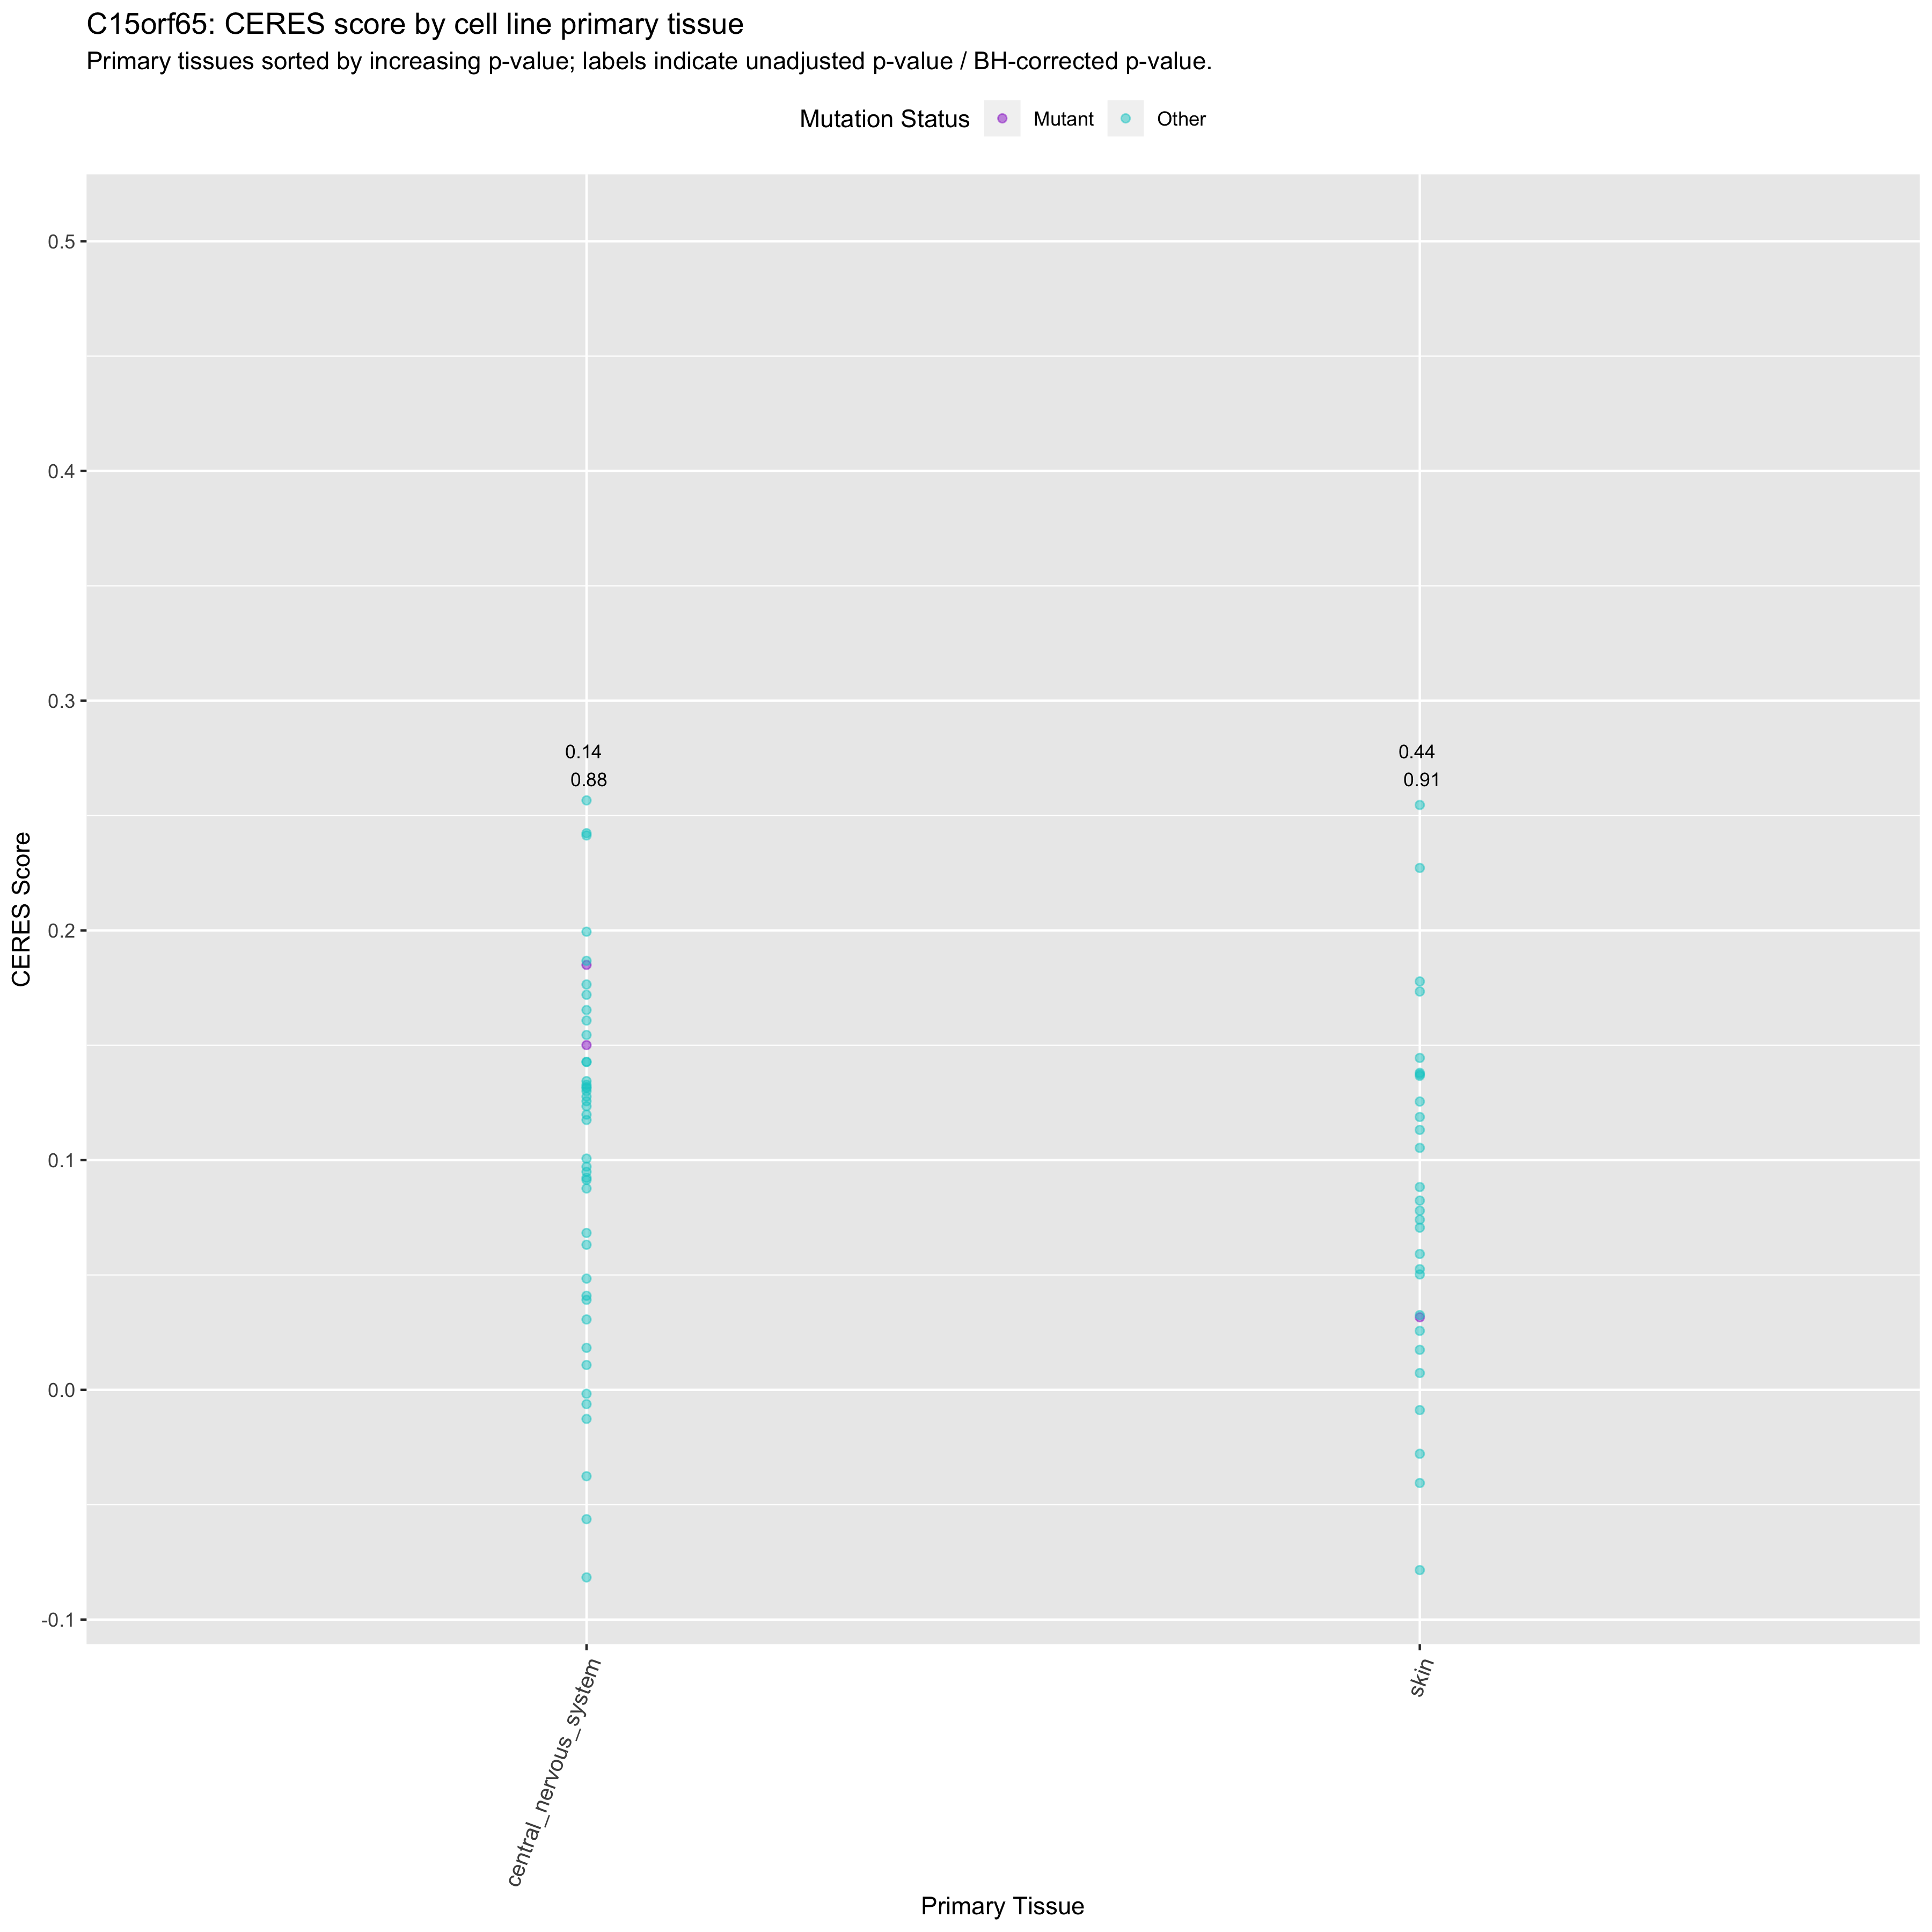 C15orf65: CERES score by cell line primary tissue
Primary tissues sorted by increasing p-value; labels indicate unadjusted p-value / BH-corrected p-value.
Mutation Status Mutant Other
0.5
0.4
0.3
0.14 0.44
0.88 0.91
CERES Score
0.2
0.1
0.0
-0.1
central_nervous_system skin
Primary Tissue